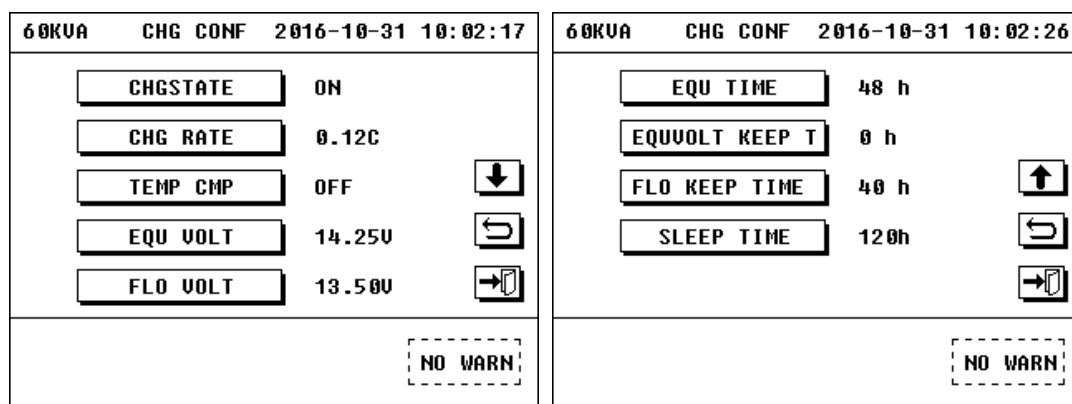 60KVA CHG CONF 2016-10-31 10:02:17
CHGSTATE ON
CHG RATE 0.12C
TEMP CMP OFF
EQU VOLT 14.25V
FLO VOLT 13.50V
NO WARN
60KVA CHG CONF 2016-10-31 10:02:26
EQU TIME 48 h
EQUVOLT KEEP T 0 h
FLO KEEP TIME 40 h
SLEEP TIME 120h
NO WARN